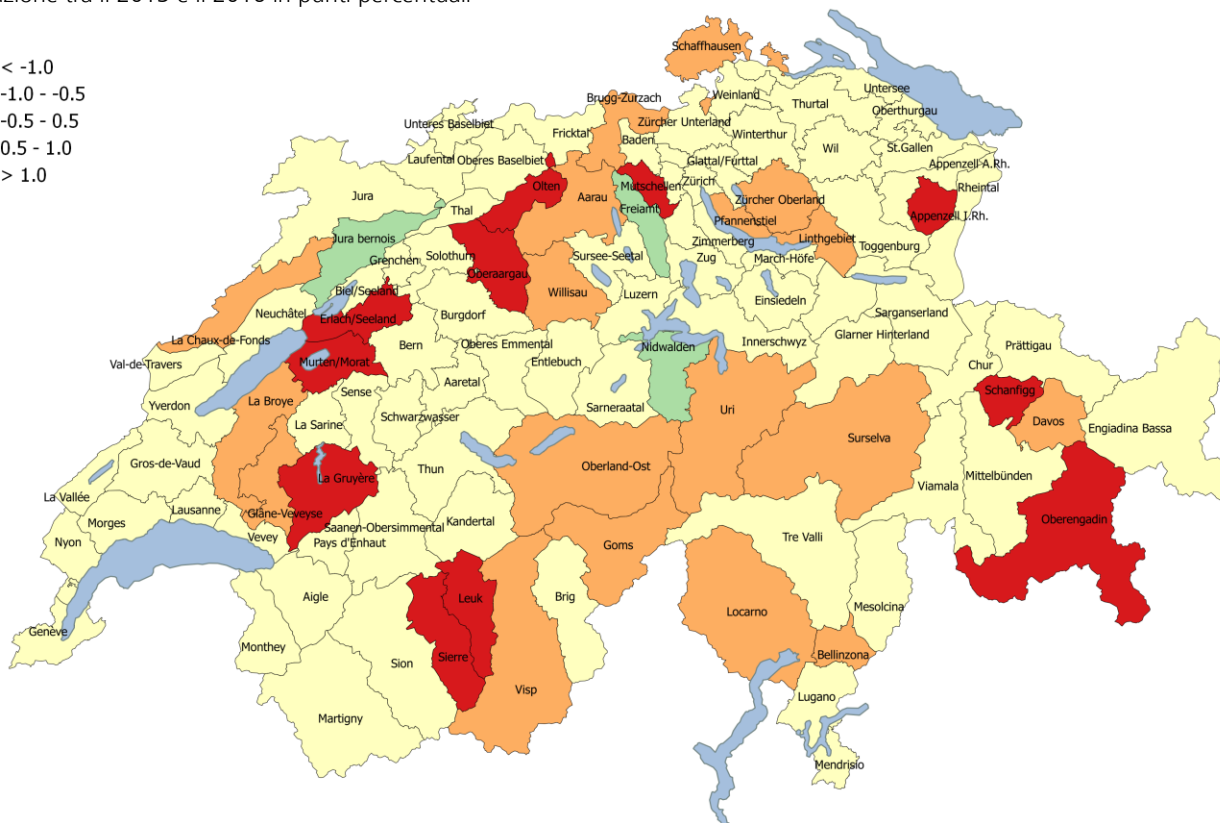 tra il e il in punti percentuali
< -1.0
-1.0 - -0.5
-0.5 - 0.5
0.5 - 1.0
> 1.0
Schaffhausen
Untersee
Weinland
Brugg-Zurzach
Thurtal
Oberthurgau
Unteres Baselbiet
Zürcher Unterland
Fricktal
Winterthur
Baden
St.Gallen
Wil
Laufental
Oberes Baselbiet
Glattal/Furttal
Appenzell A.Rh.
Zürich
Olten
Mutschellen
Rheintal
Jura
Aarau
Zürcher Oberland
Thal
Freiamt
Appenzell I.Rh.
Pfannenstiel
Jura bernois
Linthgebiet
Zimmerberg
Toggenburg
Solothurn
Sursee-Seetal
Zug
March-Höfe
Grenchen
Oberaargau
Biel/Seeland
Willisau
Luzern
Einsiedeln
Neuchâtel
Erlach/Seeland
Burgdorf
Sarganserland
La Chaux-de-Fonds
Bern
Oberes Emmental
Nidwalden
Innerschwyz
Glarner Hinterland
Prättigau
Val-de-Travers
Murten/Morat
Entlebuch
Chur
Aaretal
Sense
Schanfigg
La Broye
Yverdon
Sarneraatal
Uri
Schwarzwasser
Davos
La Sarine
Engiadina Bassa
Surselva
Gros-de-Vaud
Oberland-Ost
Thun
La Gruyère
Mittelbünden
Viamala
La Vallée
Lausanne
Glâne-Veveyse
Oberengadin
Morges
Kandertal
Saanen-Obersimmental
Vevey
Pays d'Enhaut
Tre Valli
Nyon
Goms
Aigle
Leuk
Brig
Mesolcina
Locarno
Genève
Monthey
Sierre
Bellinzona
Sion
Visp
Lugano
Martigny
Mendrisio